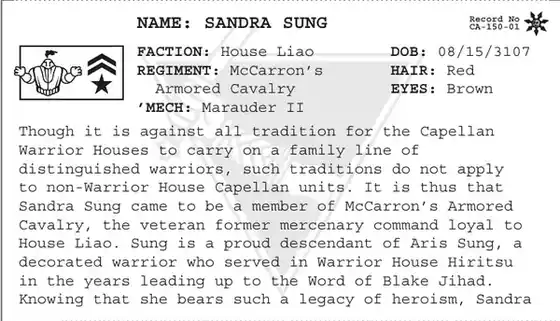 NAME: SANDRA SUNG
Record No
CA-150-01
FACTION: House Liao
DOB: 08/15/3107
REGIMENT: McCarron's
HAIR: Red
Armored Cavalry
EYES: Brown
'MECH: Marauder II
Though it is against all tradition for the Capellan
Warrior Houses to carry on a family line of
distinguished warriors, such traditions do not apply
to non-Warrior House Capellan units. It is thus that
Sandra Sung came to be a member of McCarron's Armored
Cavalry, the veteran former mercenary command loyal to
House Liao. Sung is a proud descendant of Aris Sung, a
decorated warrior who served in Warrior House Hiritsu
in the years leading up to the Word of Blake Jihad.
Knowing that she bears such a legacy of heroism, Sandra